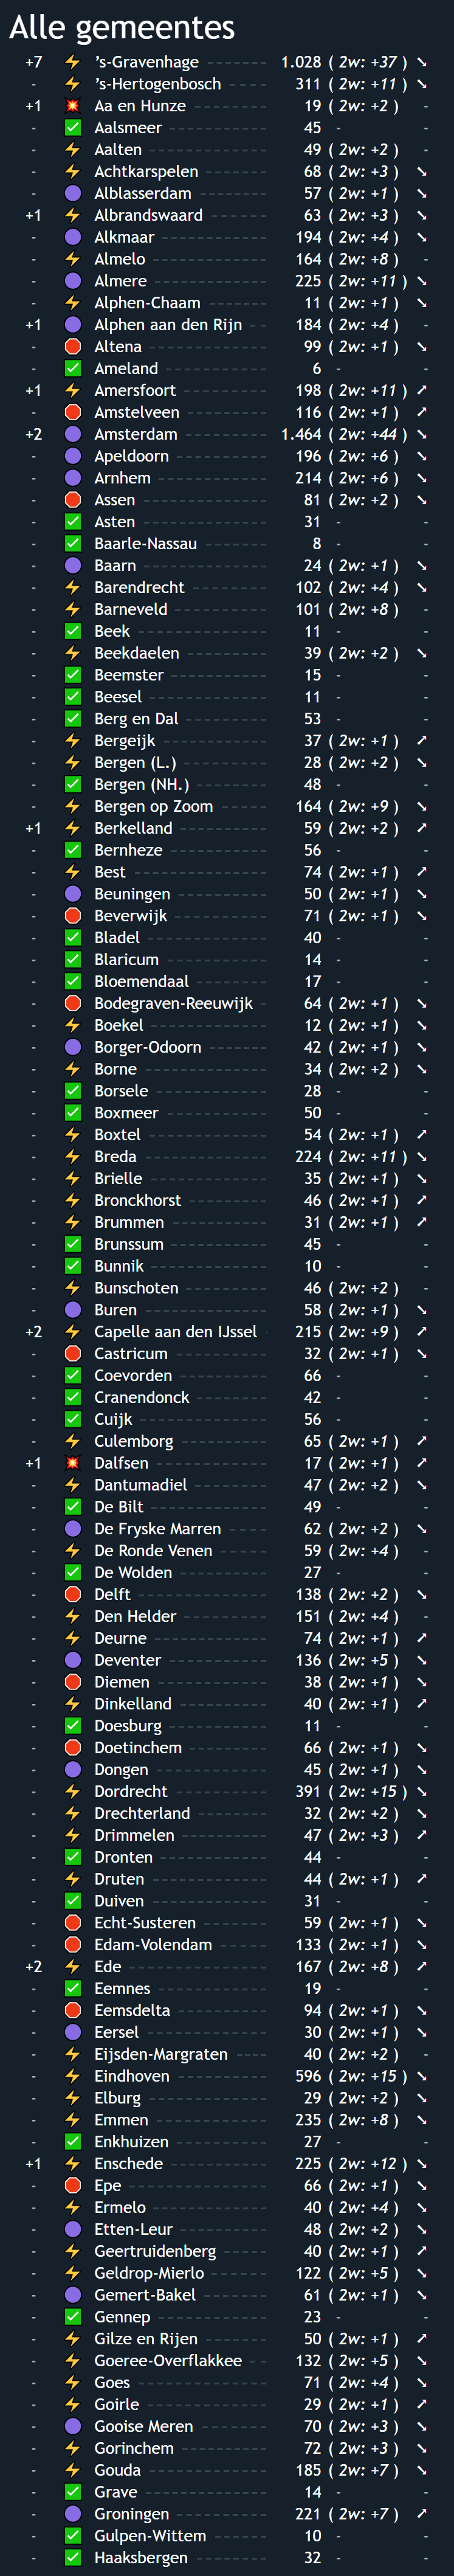 Alle gemeentes
+7 ⚡ ’s-Gravenhage ------- 1.028 ( 2w: +37 ) ↘
- ⚡ ’s-Hertogenbosch ----- 311 ( 2w: +11 ) ↘
+1 💥 Aa en Hunze -------- 19 ( 2w: +2 ) -
- ✅ Aalsmeer ----------- 45 - -
- ⚡ Aalten ------------- 49 ( 2w: +2 ) -
- ⚡ Achtkarspelen ------- 68 ( 2w: +3 ) ↘
- 🟣 Alblasserdam -------- 57 ( 2w: +1 ) ↘
+1 ⚡ Albrandswaard ------- 63 ( 2w: +3 ) ↘
- 🟣 Alkmaar ------------ 194 ( 2w: +4 ) ↘
- ⚡ Almelo ------------- 164 ( 2w: +8 ) -
- 🟣 Almere ------------- 225 ( 2w: +11 ) ↘
- ⚡ Alphen-Chaam ------- 11 ( 2w: +1 ) ↘
+1 🟣 Alphen aan den Rijn -- 184 ( 2w: +4 ) -
- 🛑 Altena ------------- 99 ( 2w: +1 ) ↘
- ✅ Ameland ------------ 6 - -
+1 ⚡ Amersfoort ---------- 198 ( 2w: +11 ) ↗
- 🛑 Amstelveen ---------- 116 ( 2w: +1 ) ↗
+2 🟣 Amsterdam ---------- 1.464 ( 2w: +44 ) ↘
- 🟣 Apeldoorn ----------- 196 ( 2w: +6 ) ↘
- 🟣 Arnhem ------------- 214 ( 2w: +6 ) ↘
- 🛑 Assen -------------- 81 ( 2w: +2 ) ↘
- ✅ Asten -------------- 31 - -
- ✅ Baarle-Nassau ------- 8 - -
- 🟣 Baarn -------------- 24 ( 2w: +1 ) ↘
- ⚡ Barendrecht --------- 102 ( 2w: +4 ) ↘
- ⚡ Barneveld ----------- 101 ( 2w: +8 ) -
- ✅ Beek --------------- 11 - -
- ⚡ Beekdaelen ---------- 39 ( 2w: +2 ) ↘
- ✅ Beemster ----------- 15 - -
- ✅ Beesel ------------- 11 - -
- ✅ Berg en Dal --------- 53 - -
- ⚡ Bergeijk ------------ 37 ( 2w: +1 ) ↗
- ⚡ Bergen (L.) --------- 28 ( 2w: +2 ) ↘
- ✅ Bergen (NH.) -------- 48 - -
- ⚡ Bergen op Zoom ------ 164 ( 2w: +9 ) ↘
+1 ⚡ Berkelland ---------- 59 ( 2w: +2 ) ↗
- ✅ Bernheze ----------- 56 - -
- ⚡ Best --------------- 74 ( 2w: +1 ) ↗
- 🟣 Beuningen ---------- 50 ( 2w: +1 ) ↘
- 🛑 Beverwijk ----------- 71 ( 2w: +1 ) ↘
- ✅ Bladel ------------- 40 - -
- ✅ Blaricum ----------- 14 - -
- ✅ Bloemendaal -------- 17 - -
- 🛑 Bodegraven-Reeuwijk - 64 ( 2w: +1 ) ↘
- ⚡ Boekel ------------- 12 ( 2w: +1 ) ↘
- 🟣 Borger-Odoorn ------- 42 ( 2w: +1 ) ↘
- ⚡ Borne -------------- 34 ( 2w: +2 ) ↘
- ✅ Borsele ------------ 28 - -
- ✅ Boxmeer ------------ 50 - -
- ⚡ Boxtel ------------- 54 ( 2w: +1 ) ↗
- ⚡ Breda -------------- 224 ( 2w: +11 ) ↘
- ⚡ Brielle ------------- 35 ( 2w: +1 ) ↘
- ⚡ Bronckhorst --------- 46 ( 2w: +1 ) ↗
- ⚡ Brummen ----------- 31 ( 2w: +1 ) ↗
- ✅ Brunssum ----------- 45 - -
- ✅ Bunnik ------------- 10 - -
- ⚡ Bunschoten ---------- 46 ( 2w: +2 ) -
- 🟣 Buren -------------- 58 ( 2w: +1 ) ↘
+2 ⚡ Capelle aan den IJssel - 215 ( 2w: +9 ) ↗
- 🛑 Castricum ----------- 32 ( 2w: +1 ) ↘
- ✅ Coevorden ---------- 66 - -
- ✅ Cranendonck -------- 42 - -
- ✅ Cuijk -------------- 56 - -
- ⚡ Culemborg ---------- 65 ( 2w: +1 ) ↗
+1 💥 Dalfsen ------------ 17 ( 2w: +1 ) ↗
- ⚡ Dantumadiel --------- 47 ( 2w: +2 ) ↘
- ✅ De Bilt ------------- 49 - -
- 🟣 De Fryske Marren ----- 62 ( 2w: +2 ) ↘
- ⚡ De Ronde Venen ------ 59 ( 2w: +4 ) -
- ✅ De Wolden ---------- 27 - -
- 🛑 Delft --------------- 138 ( 2w: +2 ) ↘
- ⚡ Den Helder ---------- 151 ( 2w: +4 ) -
- ⚡ Deurne ------------- 74 ( 2w: +1 ) ↗
- 🟣 Deventer ----------- 136 ( 2w: +5 ) ↘
- 🛑 Diemen ------------- 38 ( 2w: +1 ) ↘
- ⚡ Dinkelland ---------- 40 ( 2w: +1 ) ↗
- ✅ Doesburg ----------- 11 - -
- 🛑 Doetinchem --------- 66 ( 2w: +1 ) ↘
- 🟣 Dongen ------------- 45 ( 2w: +1 ) ↘
- ⚡ Dordrecht ----------- 391 ( 2w: +15 ) ↘
- ⚡ Drechterland -------- 32 ( 2w: +2 ) ↘
- ⚡ Drimmelen ---------- 47 ( 2w: +3 ) ↗
- ✅ Dronten ------------ 44 - -
- ⚡ Druten ------------- 44 ( 2w: +1 ) ↗
- ✅ Duiven ------------- 31 - -
- 🛑 Echt-Susteren ------- 59 ( 2w: +1 ) ↘
- 🛑 Edam-Volendam ------ 133 ( 2w: +1 ) ↘
+2 ⚡ Ede ---------------- 167 ( 2w: +8 ) ↗
- ✅ Eemnes ------------- 19 - -
- 🛑 Eemsdelta ---------- 94 ( 2w: +1 ) ↘
- 🟣 Eersel ------------- 30 ( 2w: +1 ) ↘
- ⚡ Eijsden-Margraten ---- 40 ( 2w: +2 ) -
- ⚡ Eindhoven ---------- 596 ( 2w: +15 ) ↘
- ⚡ Elburg ------------- 29 ( 2w: +2 ) ↘
- ⚡ Emmen ------------- 235 ( 2w: +8 ) ↘
- ✅ Enkhuizen ---------- 27 - -
+1 ⚡ Enschede ----------- 225 ( 2w: +12 ) ↘
- 🛑 Epe ---------------- 66 ( 2w: +1 ) ↘
- ⚡ Ermelo ------------- 40 ( 2w: +4 ) ↘
- 🟣 Etten-Leur ---------- 48 ( 2w: +2 ) ↘
- ⚡ Geertruidenberg ----- 40 ( 2w: +1 ) ↗
- ⚡ Geldrop-Mierlo ------- 122 ( 2w: +5 ) ↘
- 🟣 Gemert-Bakel -------- 61 ( 2w: +1 ) ↘
- ✅ Gennep ------------- 23 - -
- ⚡ Gilze en Rijen ------- 50 ( 2w: +1 ) ↗
- ⚡ Goeree-Overflakkee -- 132 ( 2w: +5 ) ↘
- ⚡ Goes --------------- 71 ( 2w: +4 ) ↘
- ⚡ Goirle -------------- 29 ( 2w: +1 ) ↗
- 🟣 Gooise Meren -------- 70 ( 2w: +3 ) ↘
- ⚡ Gorinchem ---------- 72 ( 2w: +3 ) ↘
- ⚡ Gouda ------------- 185 ( 2w: +7 ) ↘
- ✅ Grave -------------- 14 - -
- 🟣 Groningen ---------- 221 ( 2w: +7 ) ↗
- ✅ Gulpen-Wittem ------- 10 - -
- ✅ Haaksbergen --------- 32 - -